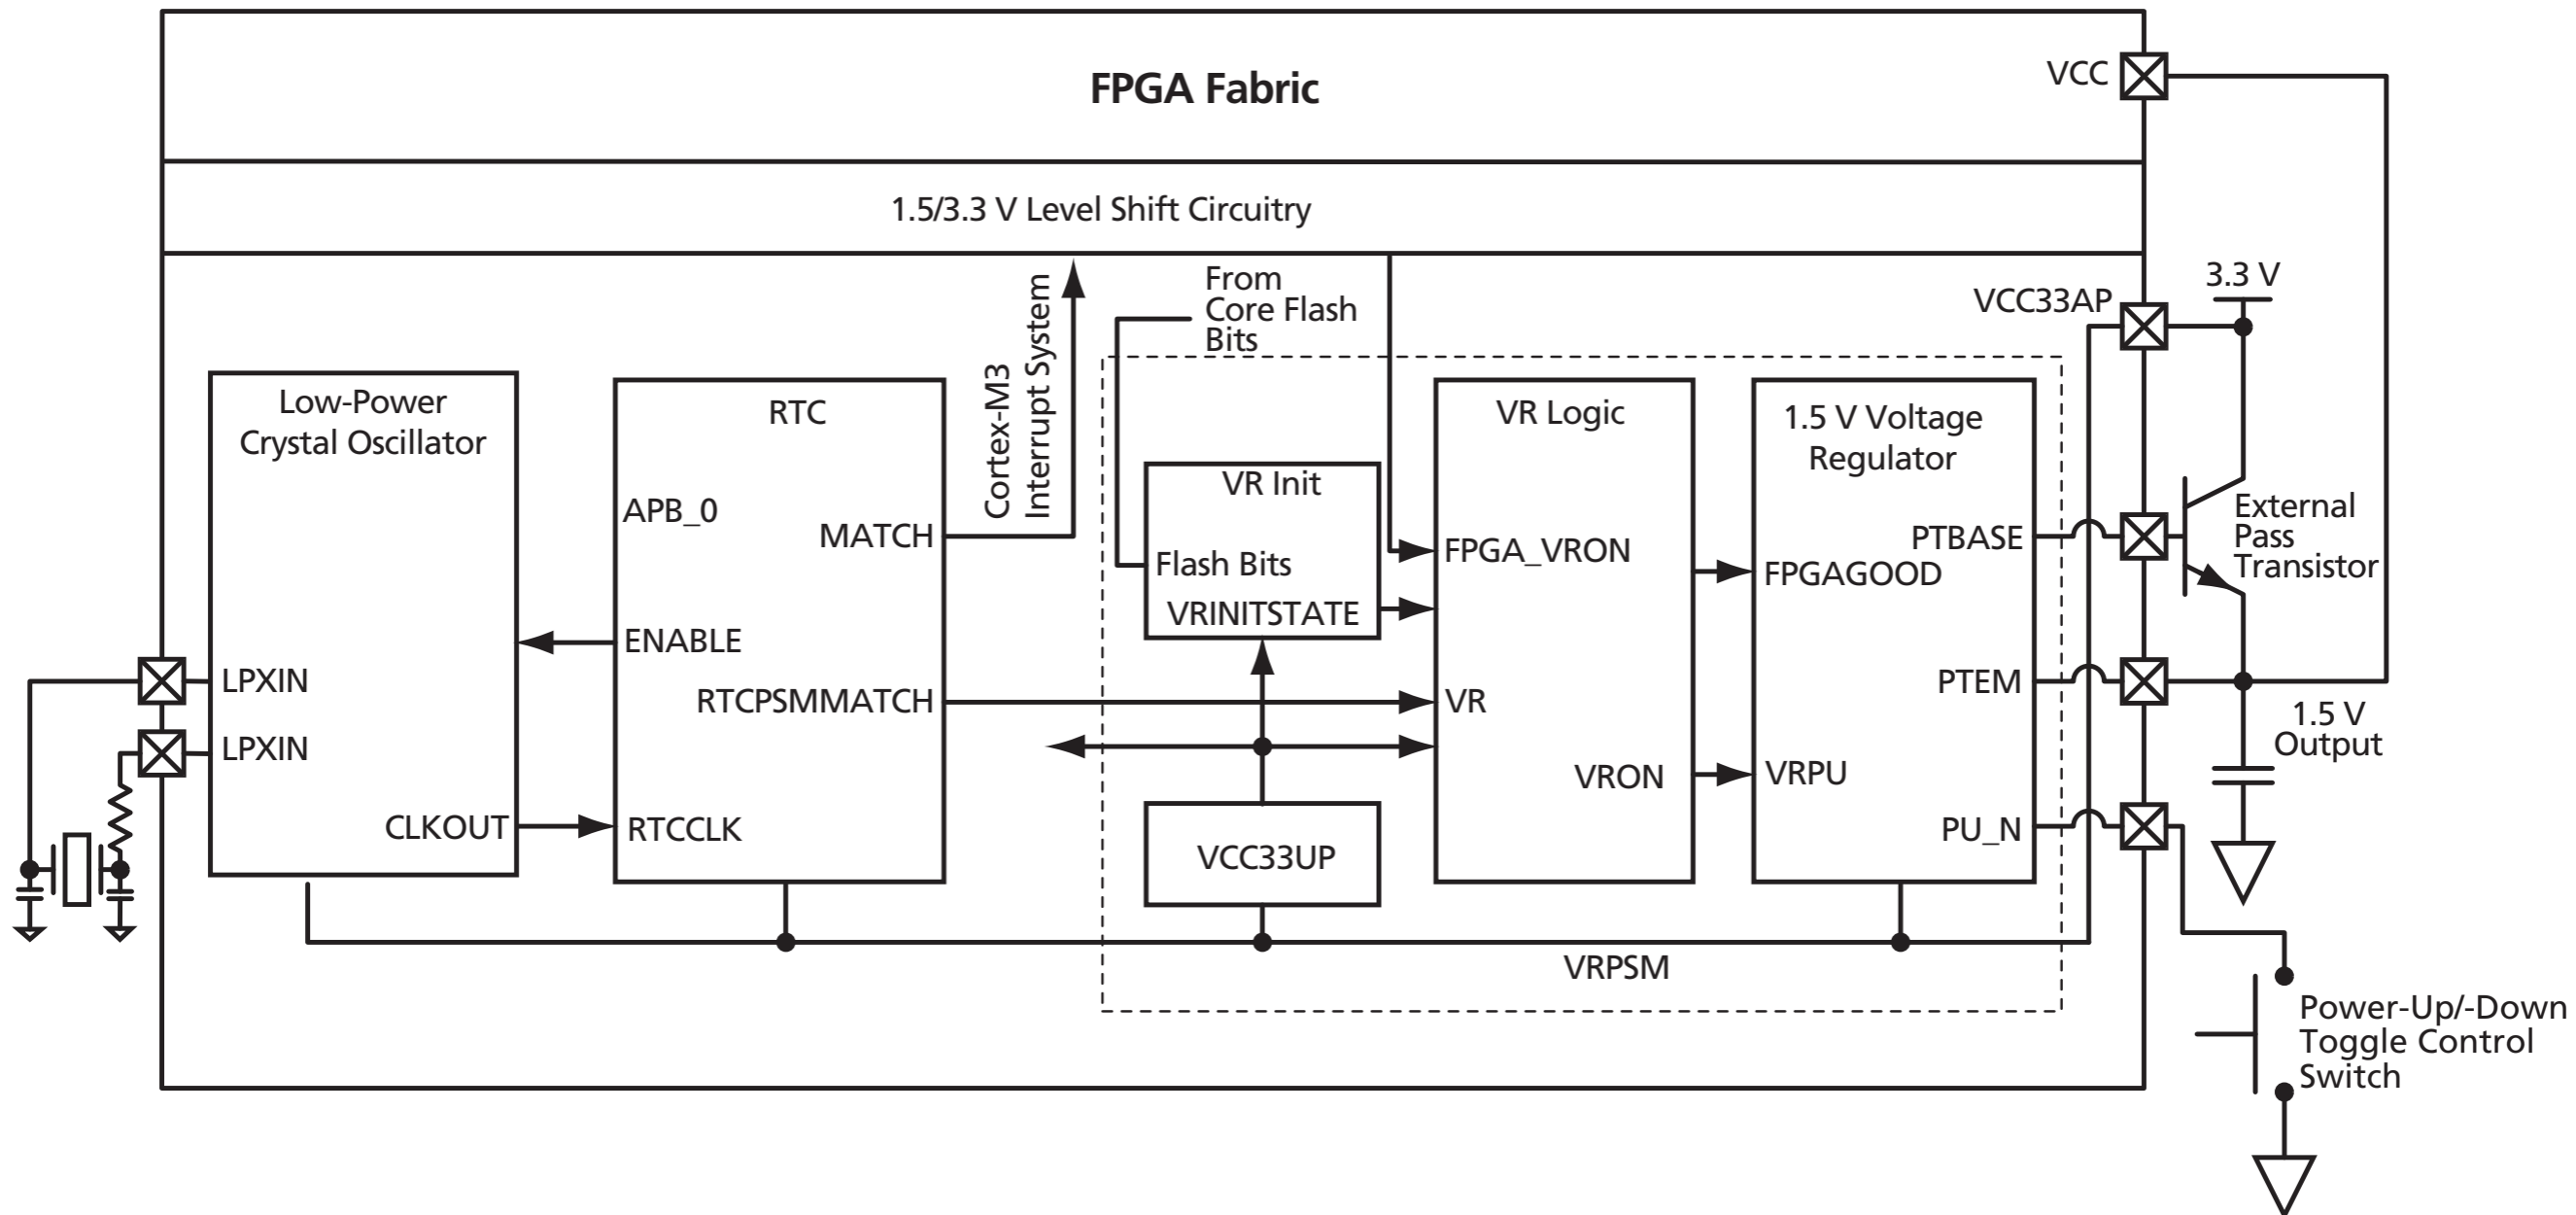 FPGA Fabric
VCC
1.5/3.3 V Level Shift Circuitry
From
Core Flash
Bits
3.3 V
VCC33AP
Cortex-M3
Interrupt System
Low-Power
Crystal Oscillator
LPXIN
LPXIN
CLKOUT
RTC
APB_0
MATCH
ENABLE
RTCPSMMATCH
RTCCLK
VR Init
Flash Bits
VRINITSTATE
VCC33UP
VR Logic
FPGA_VRON
VR
VRON
1.5 V Voltage
Regulator
PTBASE
FPGAGOOD
PTEM
VRPU
PU_N
VRPSM
External
Pass
Transistor
1.5 V
Output
Power-Up/-Down
Toggle Control
Switch